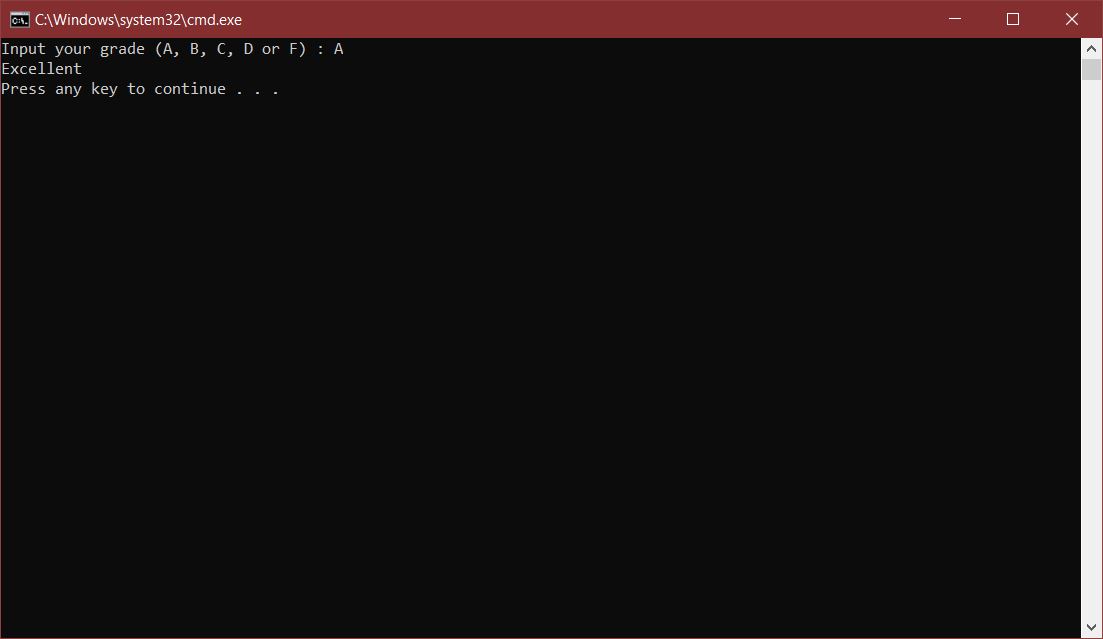 C:\Windows\system32\cmd.exe
Input your grade (A, B, C, D or F) : A
Excellent
Press any key to continue . . .